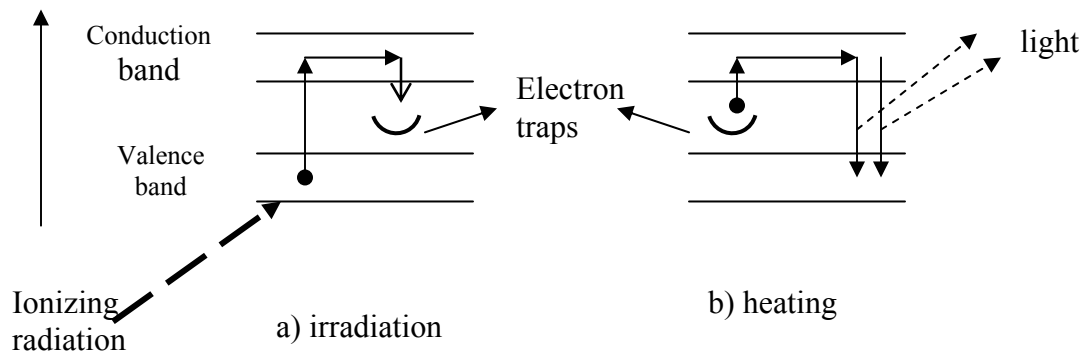 Conduction
band
light
Electron
traps
Valence
band
Ionizing
radiation
a) irradiation
b) heating